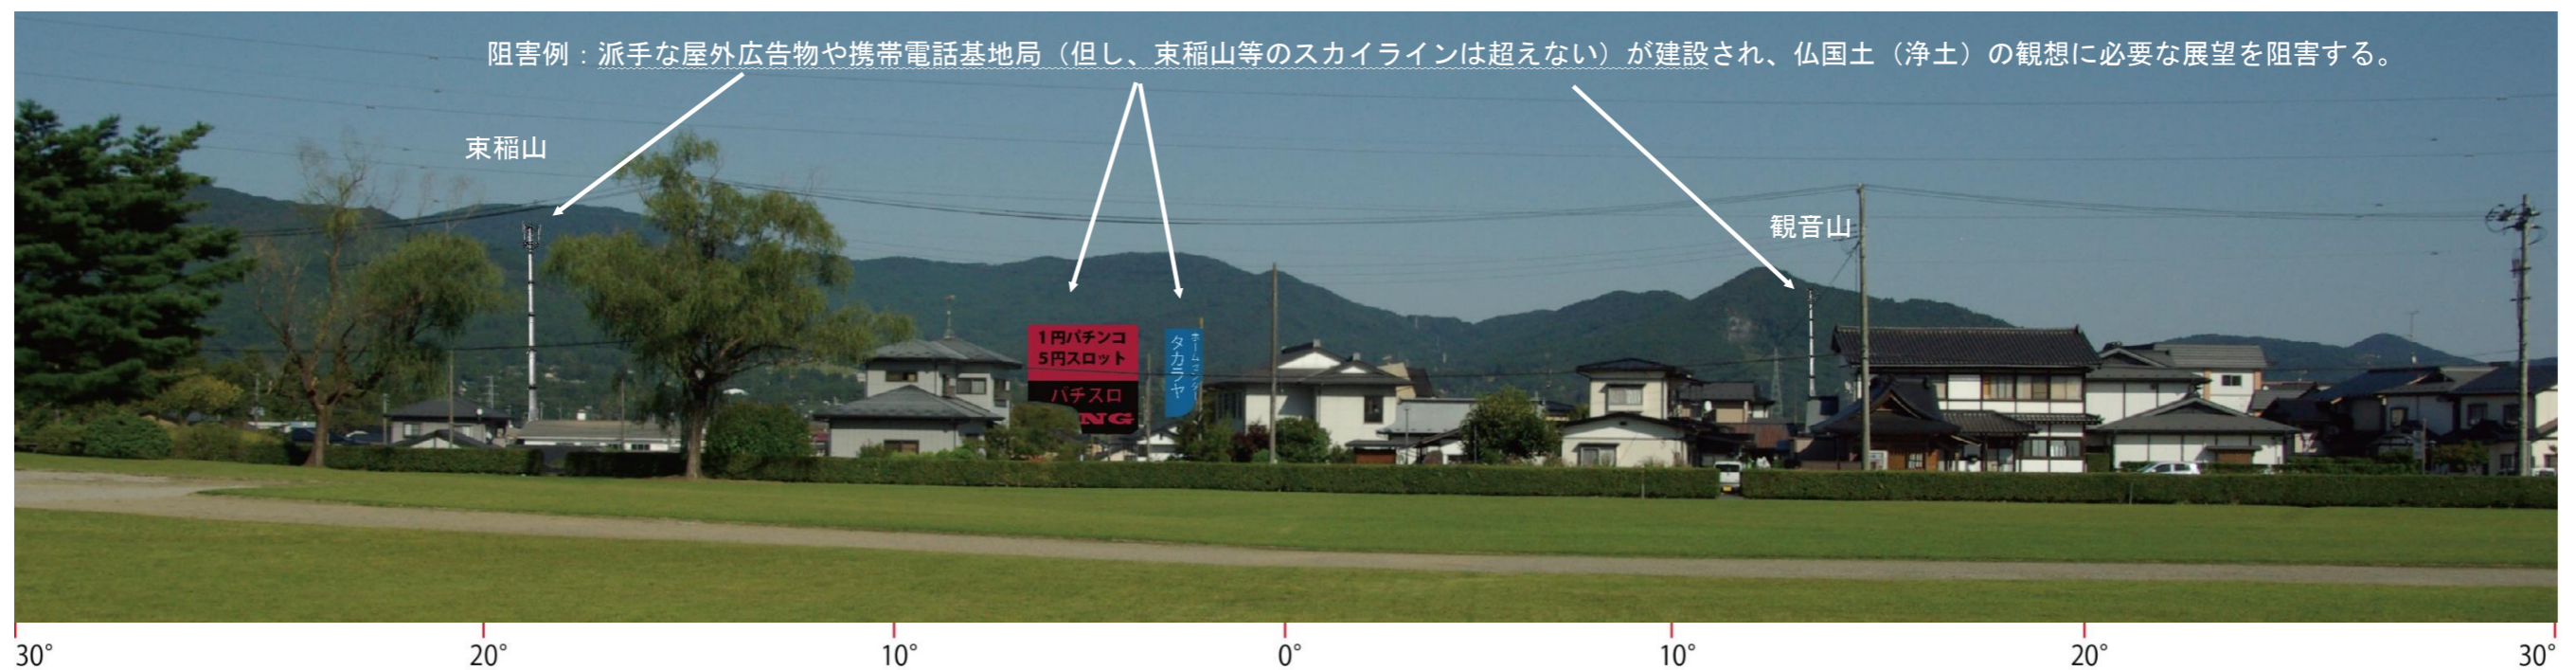 阻害例：派手な屋外広告物や携帯電話基地局（但し、束稲山等のスカイラインは超えない）が建設され、仏国土（浄土）の観想に必要な展望を阻害する。
束稲山
観音山
1円パチンコ
5円スロット
パチスロ
NG
ホームセンター
タカラヤ
30° 20° 10° 0° 10° 20° 30°